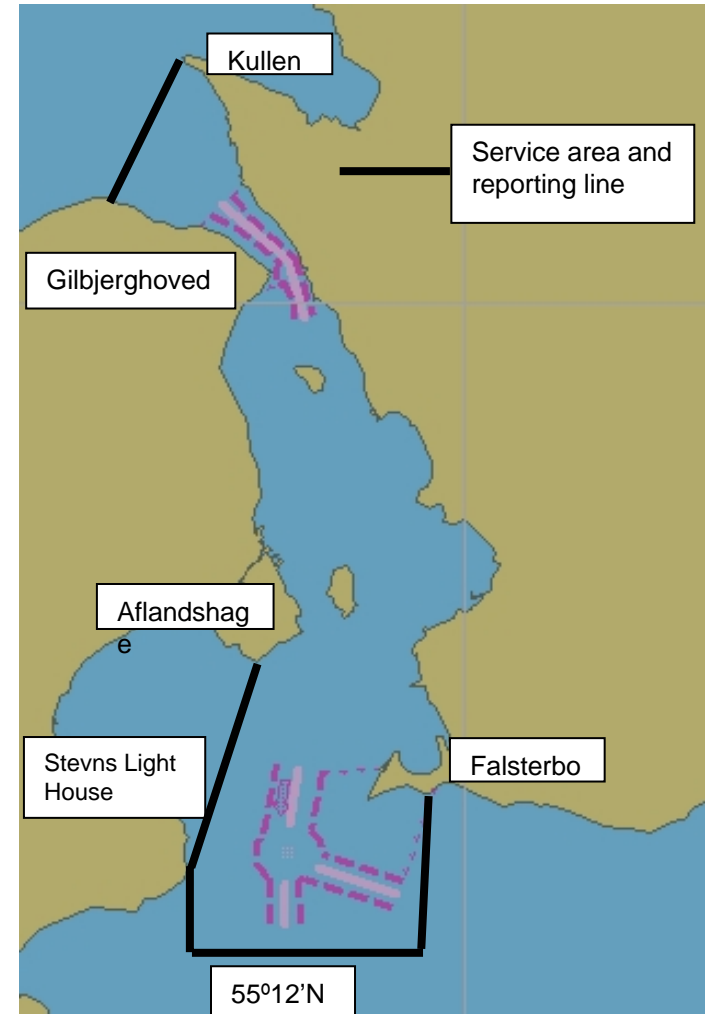 Kullen
Service area and
reporting line
Gilbjerghoved
Aflandshag
e
Stevns Light
House
Falsterbo
55º12’N